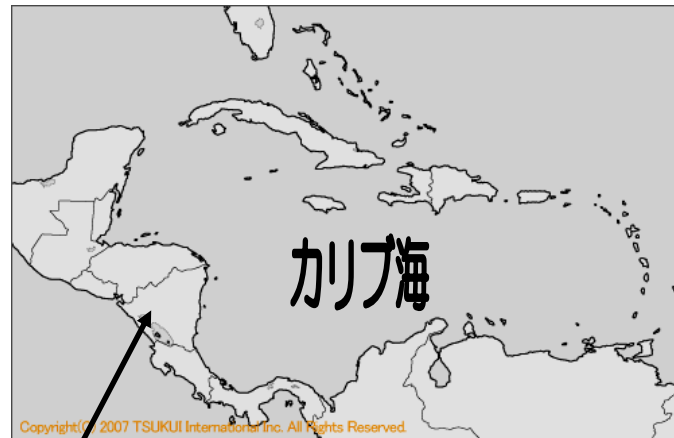 カリブ海
Copyright(C) 2007 TSUKUI International Inc. All Rights Reserved.